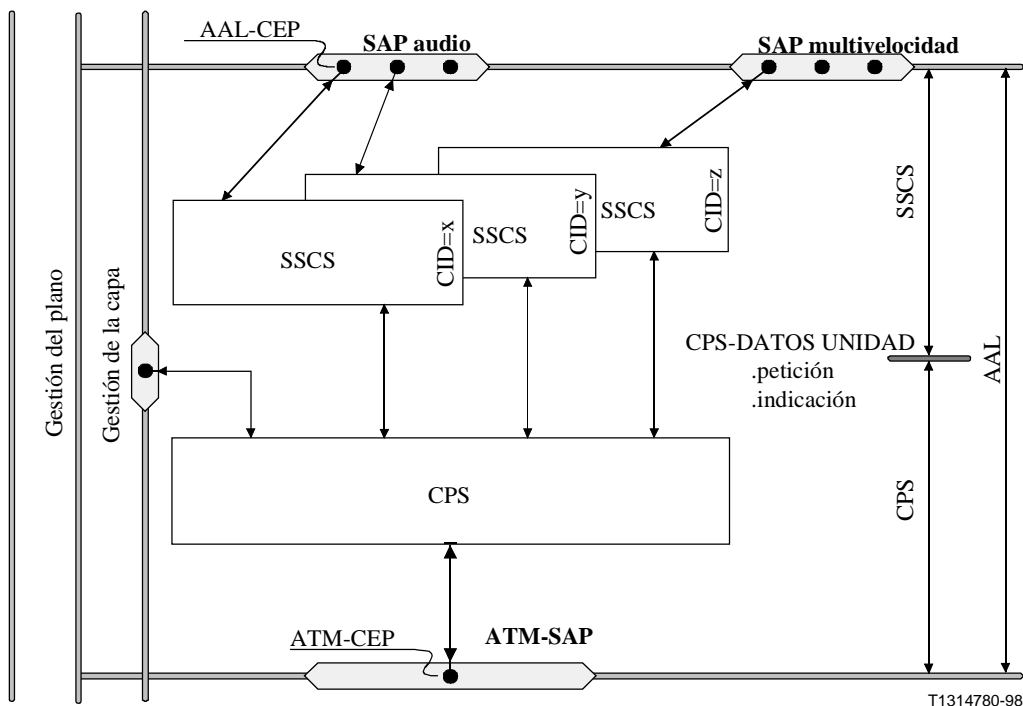 AAL-CEP
SAP audio
SAP multivelocidad
SSCS
CID=x
SSCS
CID=y
SSCS
CID=z
SSCS
Gestión del plano
Gestión de la capa
CPS-DATOS UNIDAD
.petición
.indicación
AAL
CPS
CPS
ATM-CEP
ATM-SAP
T1314780-98